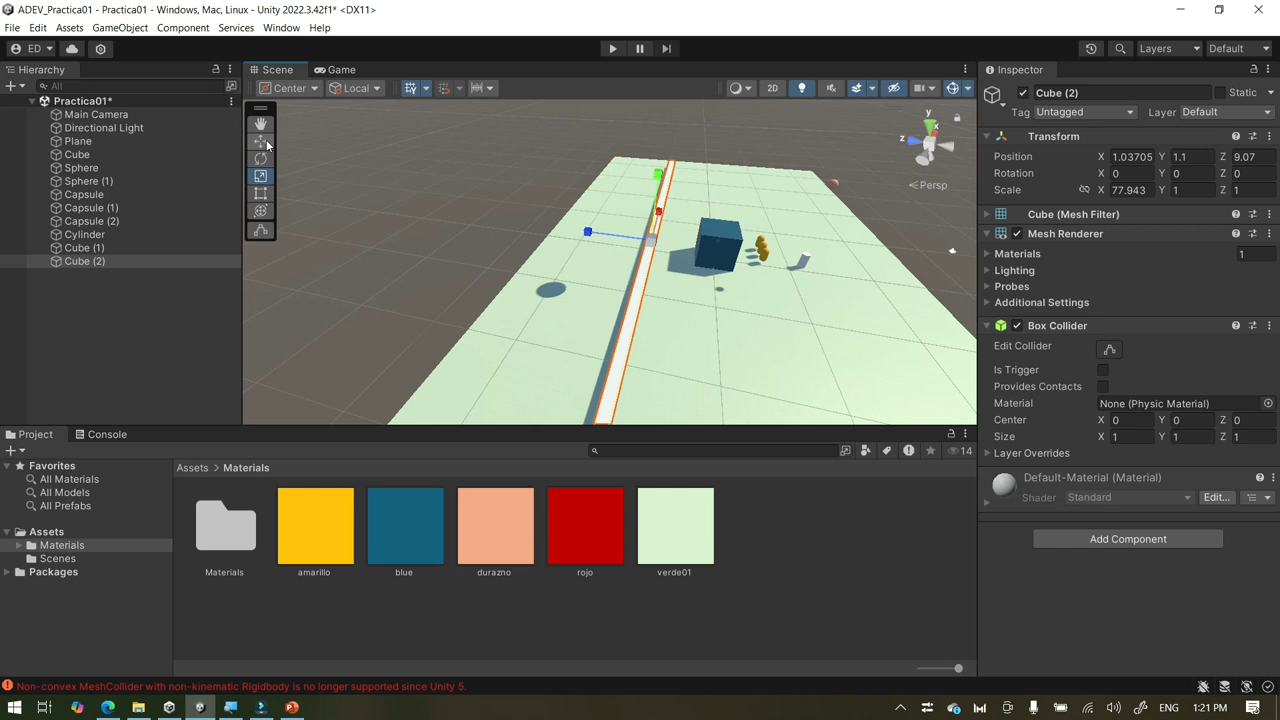 ADEV_Practica01 - Practica01* - Windows, Mac, Linux - Unity 2022.3.42f1* <DX11>
File Edit Assets GameObject Component Services Window Help
ED Layers Default
Hierarchy
All
Practica01*
Main Camera
Directional Light
Plane
Cube
Sphere
Sphere (1)
Capsule
Capsule (1)
Capsule (2)
Cylinder
Cube (1)
Cube (2)
Scene Game
Center Local 2D
y
x
z
Persp
Inspector
Cube (2) Static
Tag Untagged Layer Default
Transform
Position X 1.03705 Y 1.1 Z 9.07
Rotation X 0 Y 0 Z 0
Scale X 77.943 Y 1 Z 1
Cube (Mesh Filter)
Mesh Renderer
Materials 1
Lighting
Probes
Additional Settings
Box Collider
Edit Collider
Is Trigger
Provides Contacts
Material None (Physic Material)
Center X 0 Y 0 Z 0
Size X 1 Y 1 Z 1
Layer Overrides
Default-Material (Material)
Shader Standard Edit...
Add Component
Project Console
14
Favorites
All Materials
All Models
All Prefabs
Assets
Materials
Scenes
Packages
Assets > Materials
Materials amarillo blue durazno rojo verde01
Non-convex MeshCollider with non-kinematic Rigidbody is no longer supported since Unity 5.
ENG 1:21 PM